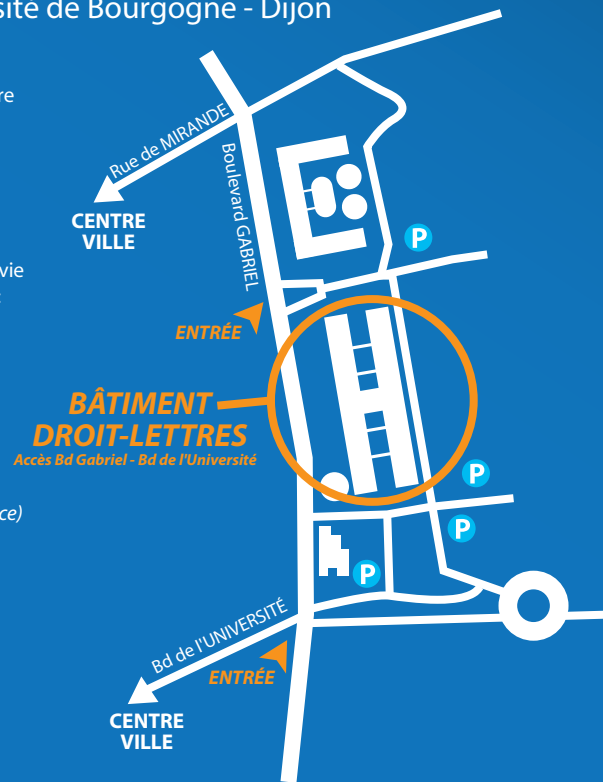 sité de Bourgogne - Dijon
re
Rue de MIRANDE
Boulevard GABRIEL
CENTRE
VILLE
P
vie
ENTRÉE
BÂTIMENT
DROIT-LETTRES
Accès Bd Gabriel - Bd de l'Université
P
ce)
P
P
Bd de l'UNIVERSITÉ
ENTRÉE
CENTRE
VILLE